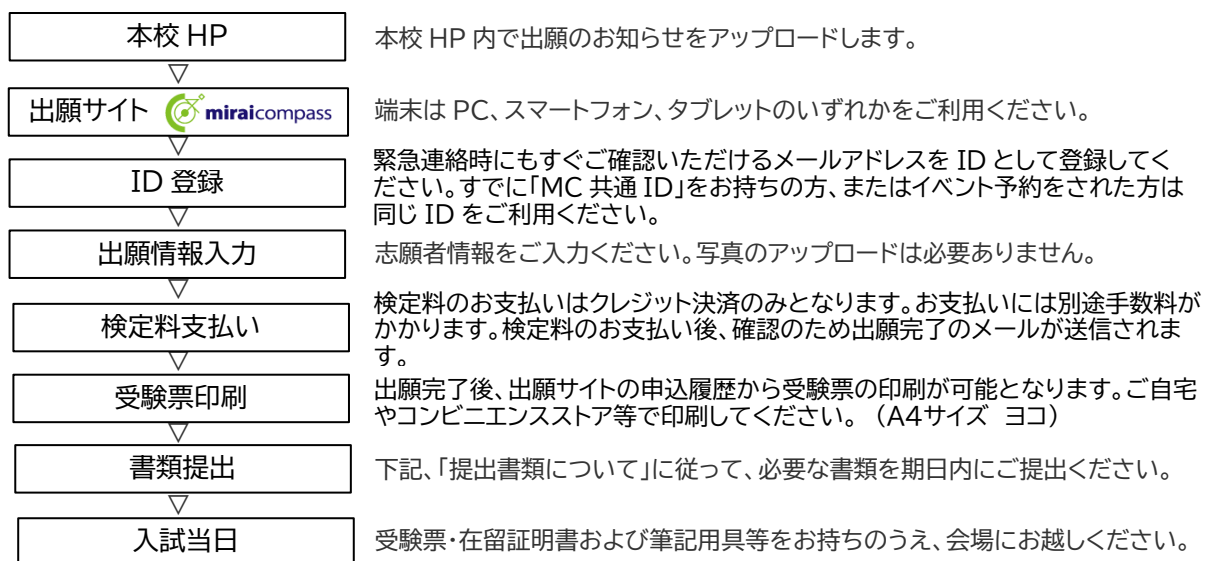 本校 HP
本校 HP 内で出願のお知らせをアップロードします。
▽
出願サイト miraicompass
端末は PC、スマートフォン、タブレットのいずれかをご利用ください。
▽
ID 登録
緊急連絡時にもすぐご確認いただけるメールアドレスを ID として登録してく
ださい。すでに「MC 共通 ID」をお持ちの方、またはイベント予約をされた方は
同じ ID をご利用ください。
▽
出願情報入力
志願者情報をご入力ください。写真のアップロードは必要ありません。
▽
検定料支払い
検定料のお支払いはクレジット決済のみとなります。お支払いには別途手数料が
かかります。検定料のお支払い後、確認のため出願完了のメールが送信されま
す。
▽
受験票印刷
出願完了後、出願サイトの申込履歴から受験票の印刷が可能となります。ご自宅
やコンビニエンスストア等で印刷してください。 (A4サイズ ヨコ)
▽
書類提出
下記、「提出書類について」に従って、必要な書類を期日内にご提出ください。
▽
入試当日
受験票・在留証明書および筆記用具等をお持ちのうえ、会場にお越しください。